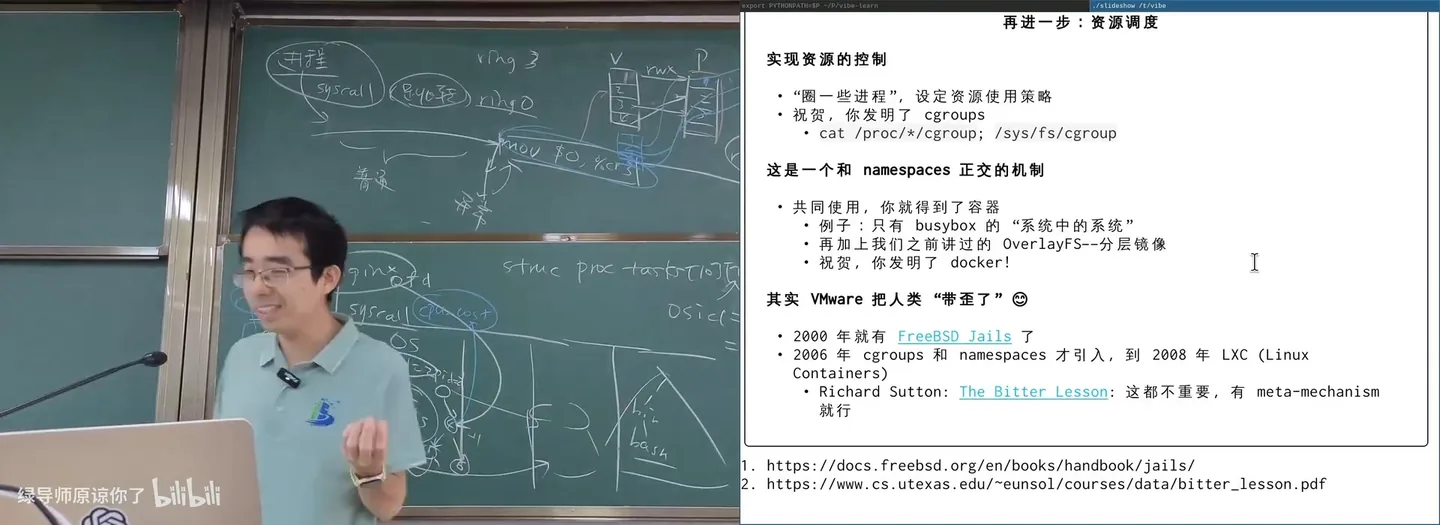 进程
ring 3
syscall
ring0
V
rwx
P
mov $0, %cr3
nginx
syscall
OS
struc proc tasks[10]
bin
bash
绿导师原谅你了 bilibili
export PYTHONPATH=$P ~/P/vibe-learn
./slideshow /t/vibe
再进一步：资源调度
实现资源的控制
• “圈一些进程”，设定资源使用策略
• 祝贺，你发明了 cgroups
• cat /proc/*/cgroup; /sys/fs/cgroup
这是一个和 namespaces 正交的机制
• 共同使用，你就得到了容器
• 例子：只有 busybox 的 “系统中的系统”
• 再加上我们之前讲过的 OverlayFS--分层镜像
• 祝贺，你发明了 docker!
其实 VMware 把人类 “带歪了” 😊
• 2000 年就有 FreeBSD Jails 了
• 2006 年 cgroups 和 namespaces 才引入，到 2008 年 LXC (Linux
Containers)
• Richard Sutton: The Bitter Lesson: 这都不重要，有 meta-mechanism
就行
1. https://docs.freebsd.org/en/books/handbook/jails/
2. https://www.cs.utexas.edu/~eunsol/courses/data/bitter_lesson.pdf